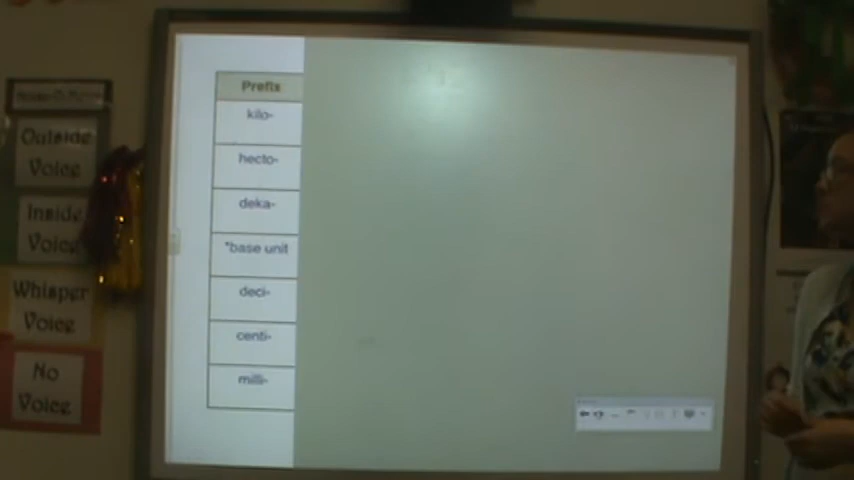 Outside
Voice
Inside
Voice
Whisper
Voice
No
Voice
Prefix
kilo-
hecto-
deka-
*base unit
deci-
centi-
milli-